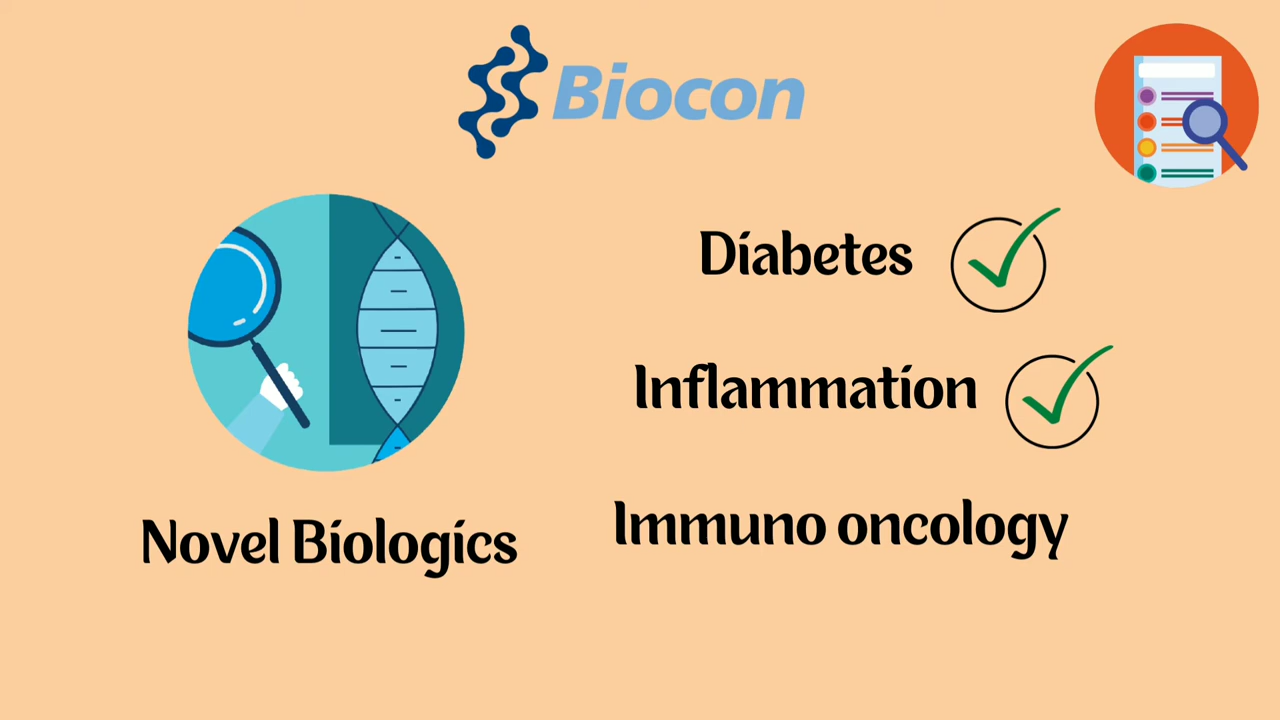 Biocon
Diabetes
Inflammation
Immuno oncology
Novel Biologics